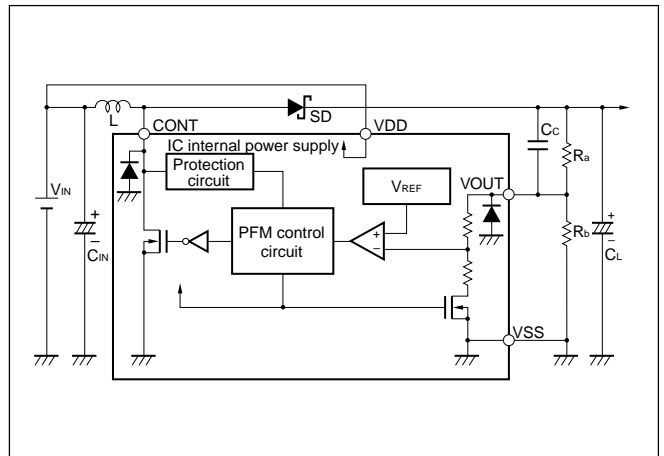 L
CONT
SD
VDD
IC internal power supply
Protection
circuit
VIN
+
−
CIN
VREF
VOUT
CC
Ra
Rb
+
−
CL
PFM control
circuit
+
−
VSS